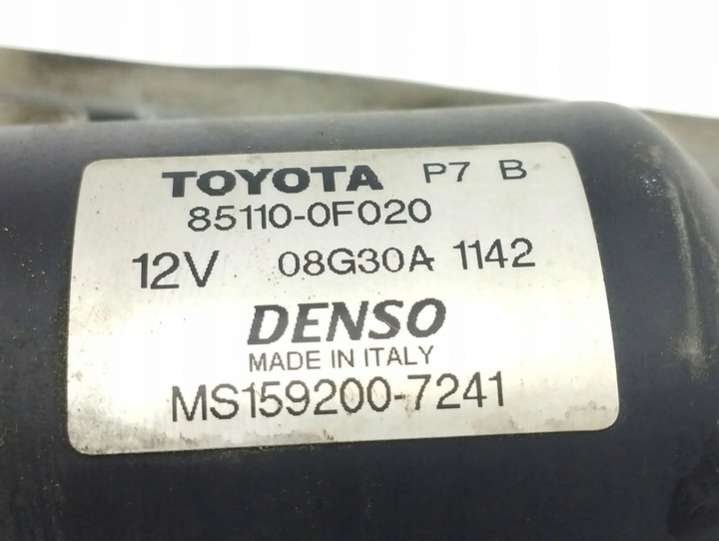 TOYOTA P7 B
85110-0F020
12V 08G30A 1142
DENSO
MADE IN ITALY
MS159200-7241